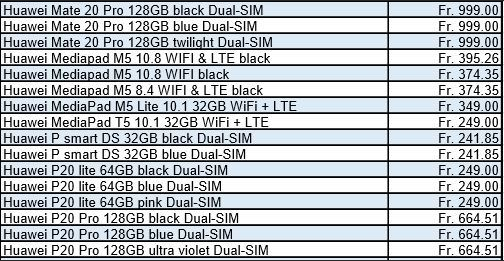 Huawei Mate 20 Pro 128GB black Dual-SIM Fr. 999.00
Huawei Mate 20 Pro 128GB blue Dual-SIM Fr. 999.00
Huawei Mate 20 Pro 128GB twilight Dual-SIM Fr. 999.00
Huawei Mediapad M5 10.8 WIFI & LTE black Fr. 395.26
Huawei Mediapad M5 10.8 WIFI black Fr. 374.35
Huawei Mediapad M5 8.4 WIFI & LTE black Fr. 374.35
Huawei MediaPad M5 Lite 10.1 32GB WiFi + LTE Fr. 349.00
Huawei MediaPad T5 10.1 32GB WiFi + LTE Fr. 249.00
Huawei P smart DS 32GB black Dual-SIM Fr. 241.85
Huawei P smart DS 32GB blue Dual-SIM Fr. 241.85
Huawei P20 lite 64GB black Dual-SIM Fr. 249.00
Huawei P20 lite 64GB blue Dual-SIM Fr. 249.00
Huawei P20 lite 64GB pink Dual-SIM Fr. 249.00
Huawei P20 Pro 128GB black Dual-SIM Fr. 664.51
Huawei P20 Pro 128GB blue Dual-SIM Fr. 664.51
Huawei P20 Pro 128GB ultra violet Dual-SIM Fr. 664.51